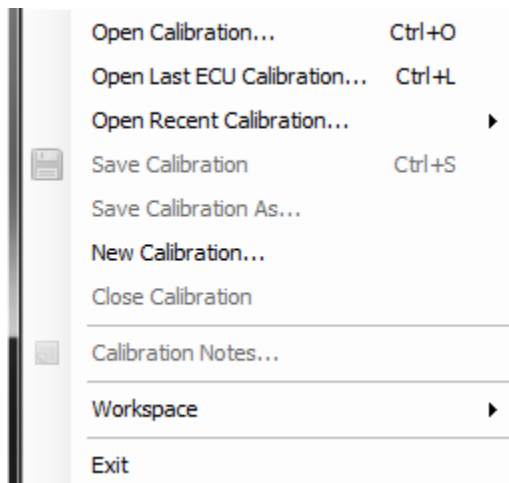 Open Calibration... Ctrl+O
Open Last ECU Calibration... Ctrl+L
Open Recent Calibration...
Save Calibration Ctrl+S
Save Calibration As...
New Calibration...
Close Calibration
Calibration Notes...
Workspace
Exit